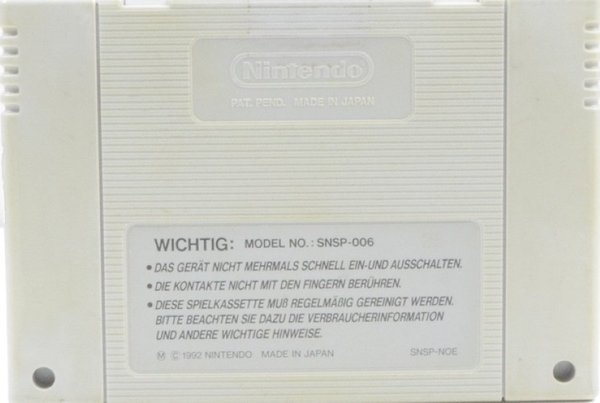 Nintendo
PAT. PEND. MADE IN JAPAN
WICHTIG: MODEL NO.: SNSP-006
• DAS GERÄT NICHT MEHRMALS SCHNELL EIN-UND AUSSCHALTEN.
• DIE KONTAKTE NICHT MIT DEN FINGERN BERÜHREN.
• DIESE SPIELKASSETTE MUß REGELMÄßIG GEREINIGT WERDEN.
BITTE BEACHTEN SIE DAZU DIE VERBRAUCHERINFORMATION
UND ANDERE WICHTIGE HINWEISE.
Ⓜ © 1992 NINTENDO MADE IN JAPAN SNSP-NOE